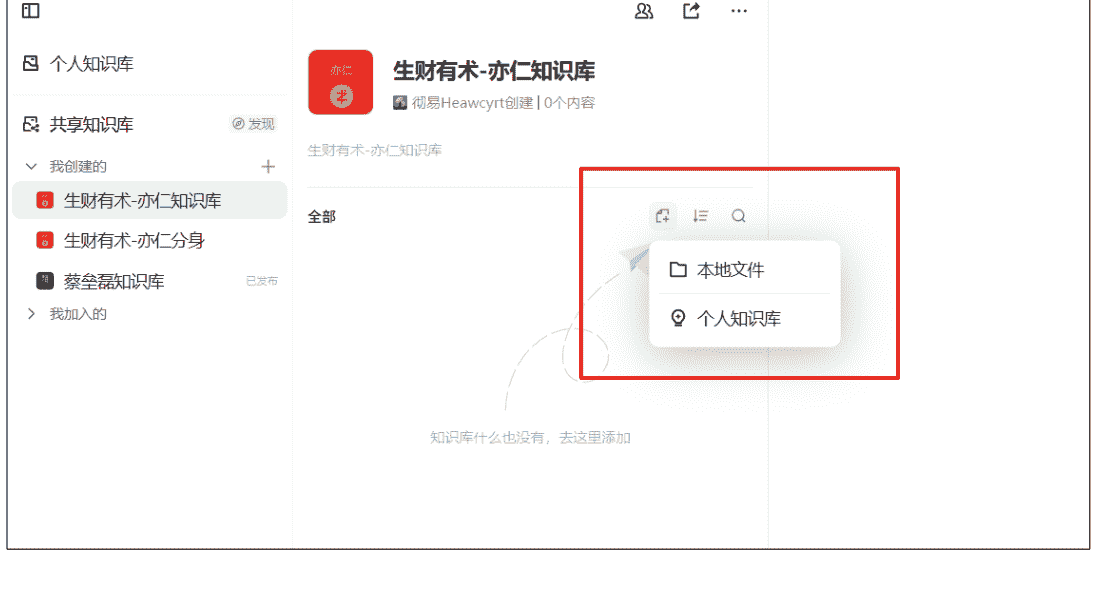 个人知识库
共享知识库
发现
我创建的
生财有术-亦仁知识库
生财有术-亦仁分身
蔡垒磊知识库
已发布
我加入的
亦仁
生财有术-亦仁知识库
彻易Heawcyrt创建 | 0个内容
生财有术-亦仁知识库
全部
本地文件
个人知识库
知识库什么也没有，去这里添加